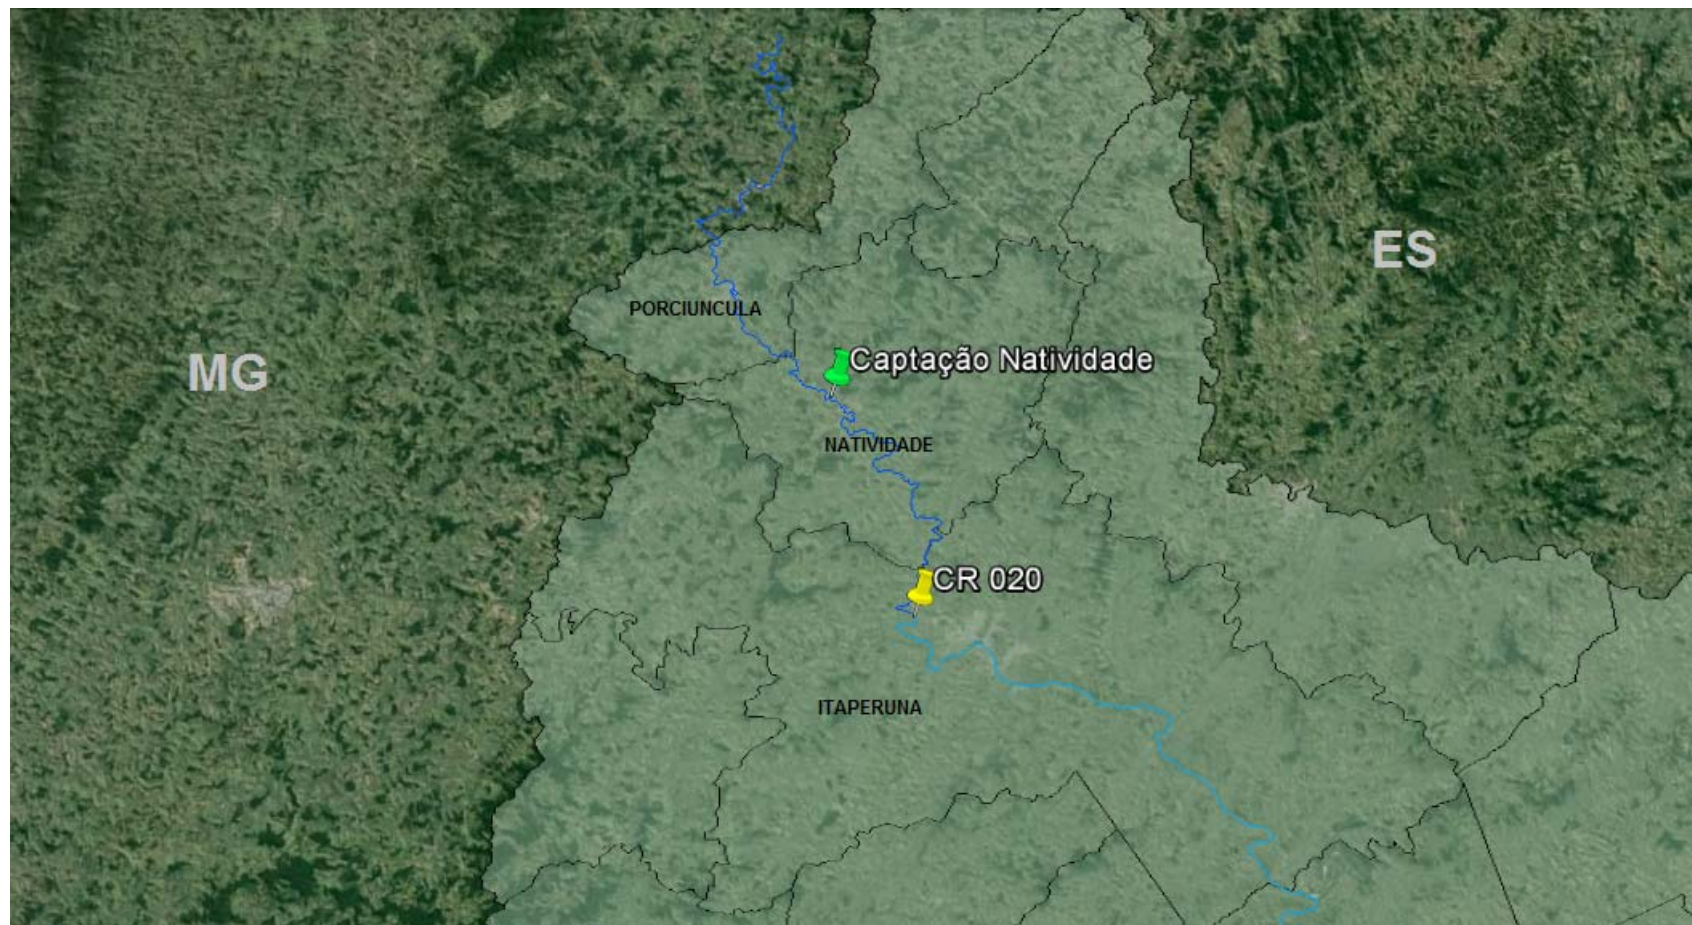 ES
PORCIUNCULA
MG
Captação Natividade
NATIVIDADE
CR 020
ITAPERUNA